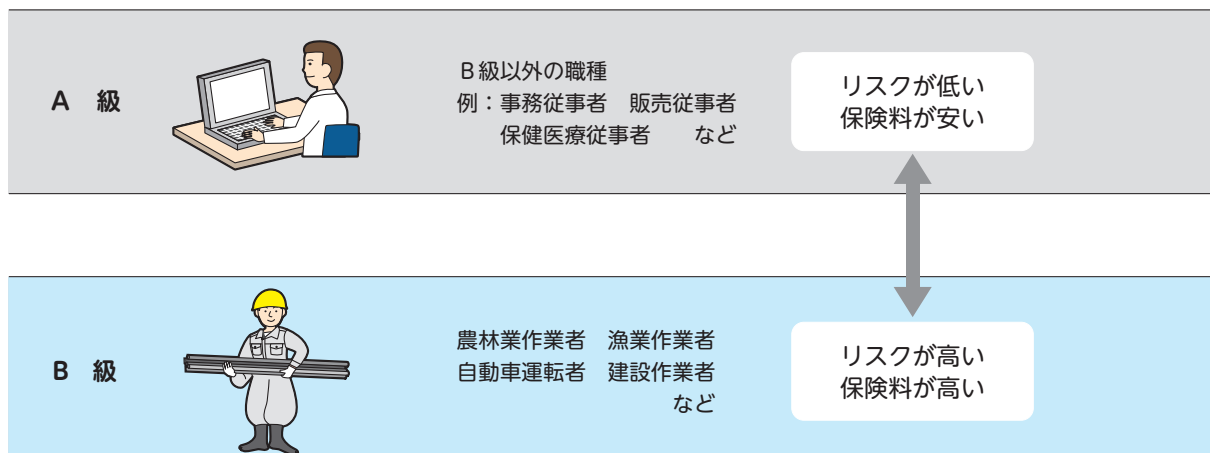 A 級
B級以外の職種
例：事務従事者 販売従事者
保健医療従事者 など
リスクが低い
保険料が安い
B 級
農林業作業者 漁業作業者
自動車運転者 建設作業者
など
リスクが高い
保険料が高い